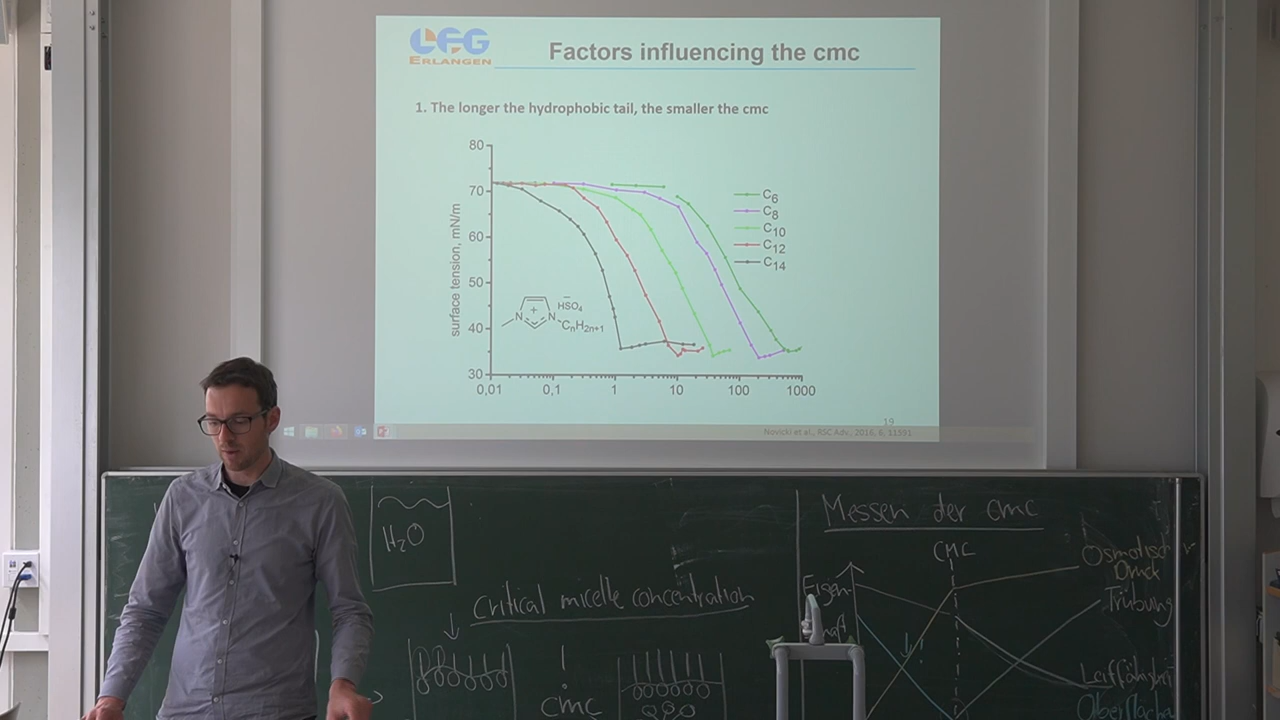 LFG
ERLANGEN
Factors influencing the cmc
1. The longer the hydrophobic tail, the smaller the cmc
80
70
60
50
40
30
surface tension, mN/m
0,01 0,1 1 10 100 1000
C6
C8
C10
C12
C14
HSO4
N + N
CnH2n+1
19
Novicki et al., RSC Adv., 2016, 6, 11591
H2O
Critical micelle concentration
cmc
Messen der cmc
CMC
Eigen-
Osmotischer
Druck
Trübung
Leitfähigkeit